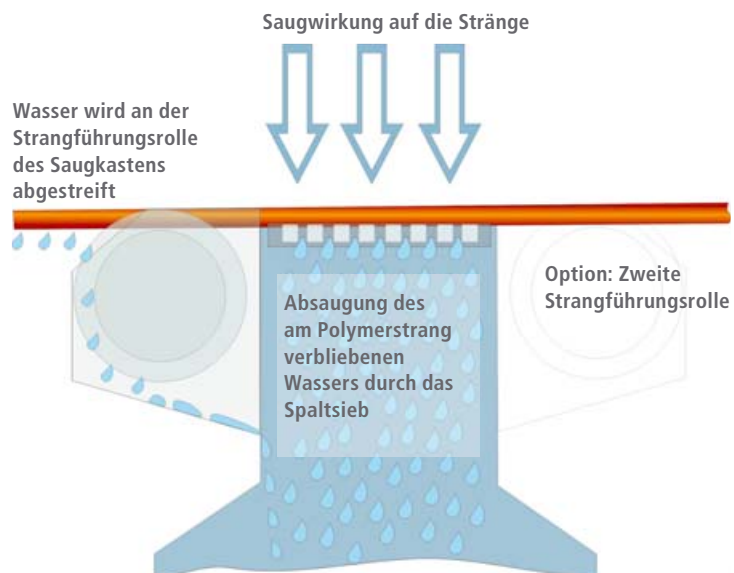 Saugwirkung auf die Stränge
Wasser wird an der
Strangführungsrolle
des Saugkastens
abgestreift
Option: Zweite
Strangführungsrolle
Absaugung des
am Polymerstrang
verbliebenen
Wassers durch das
Spaltsieb